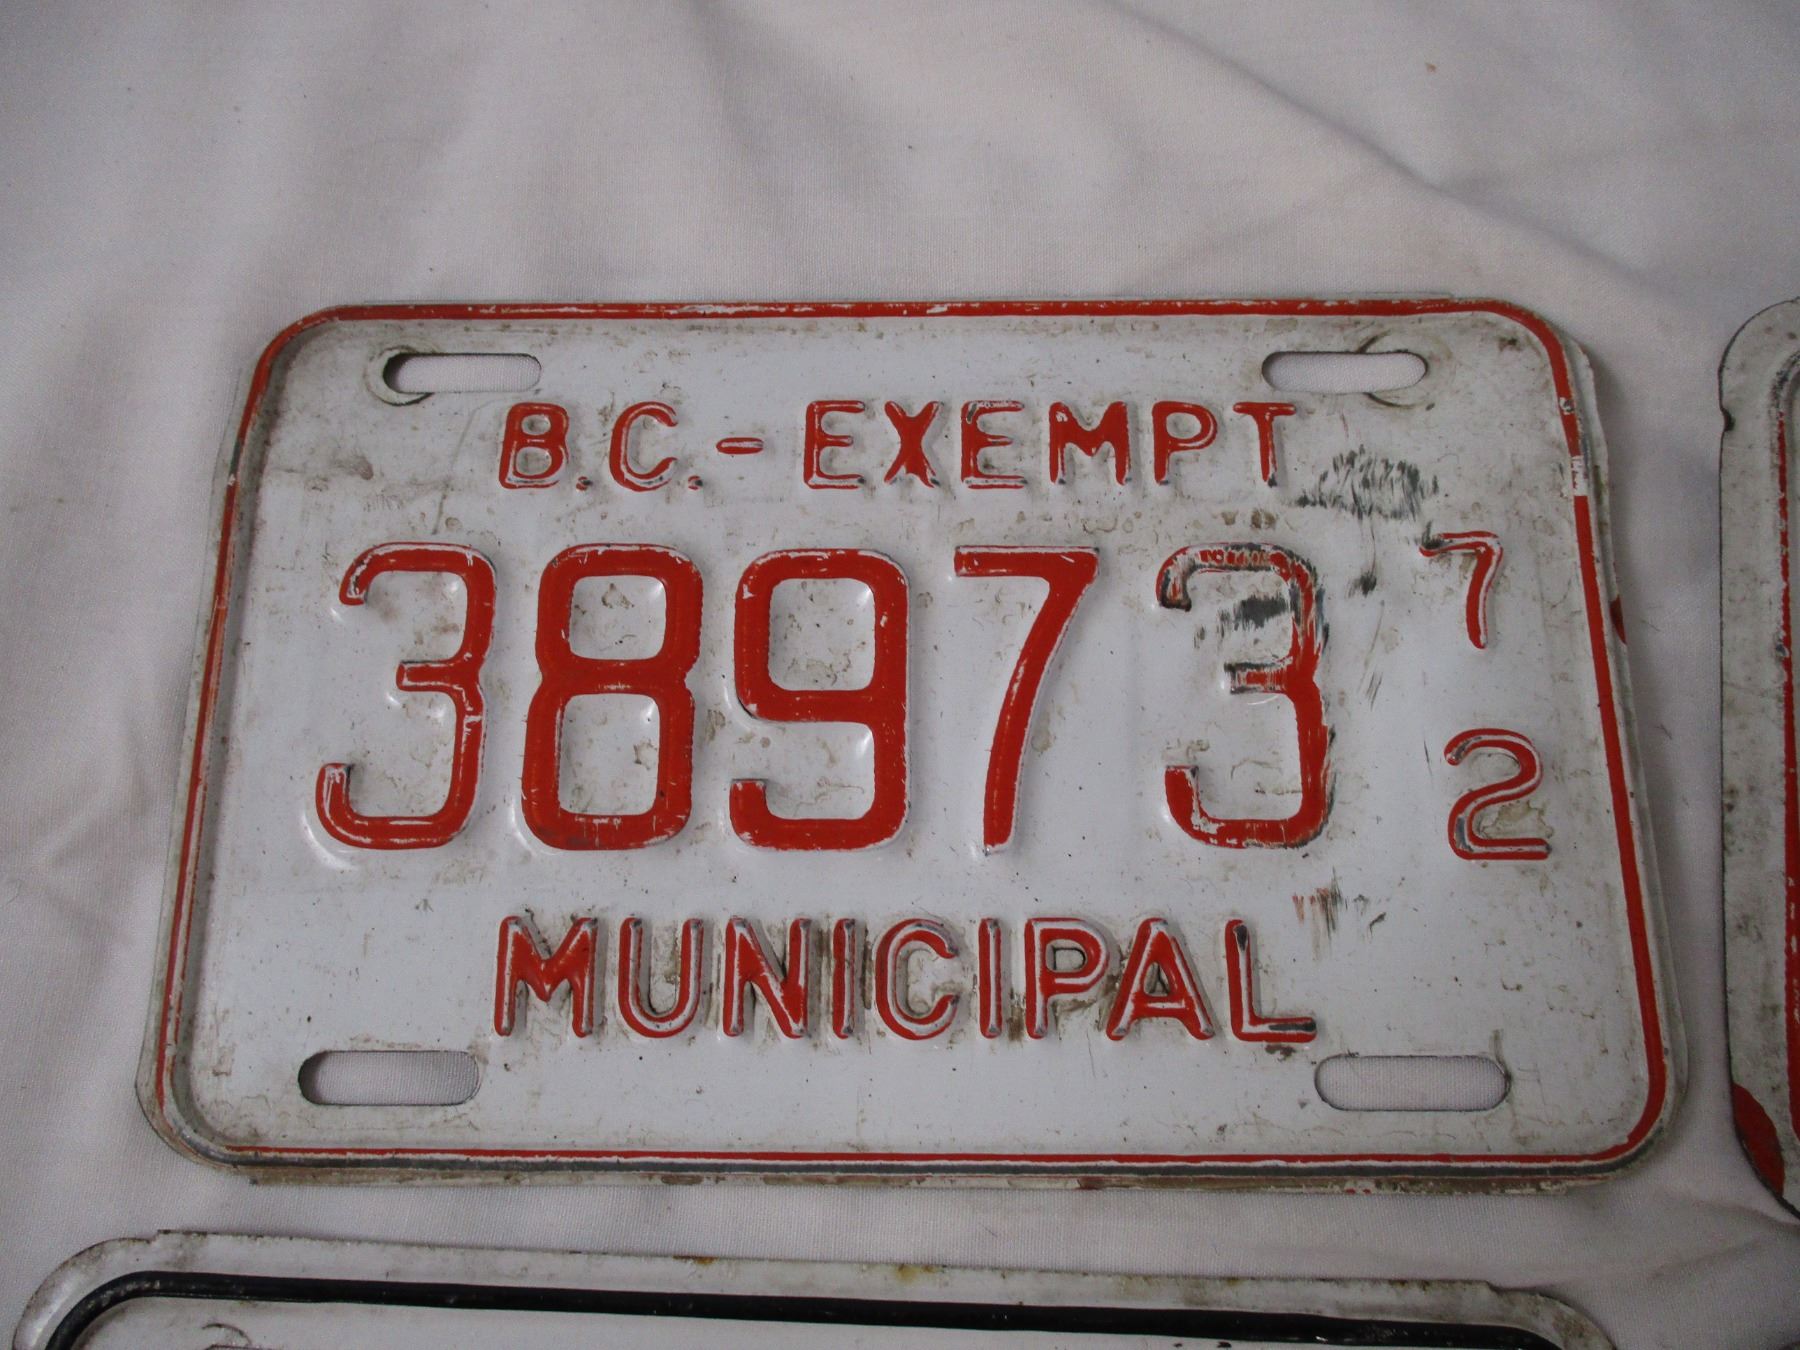 B.C.-EXEMPT
38973 72
MUNICIPAL